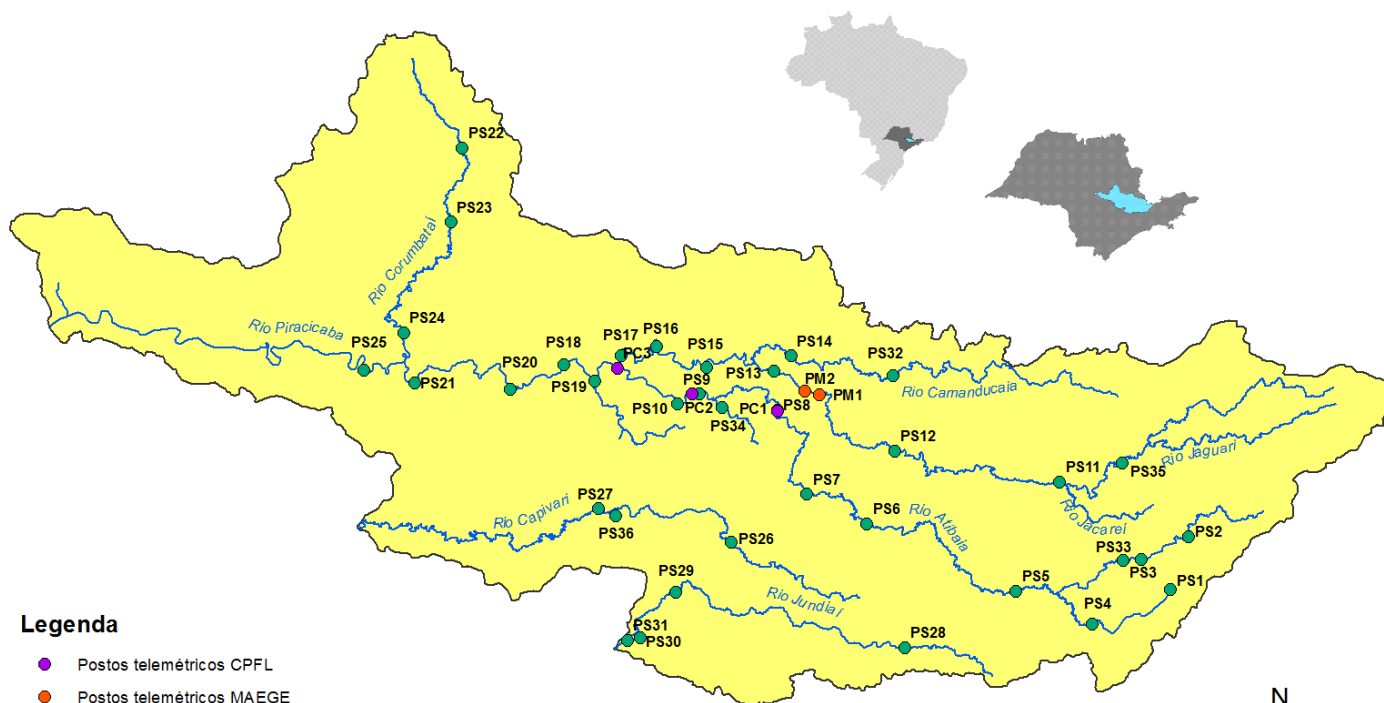 PS22
PS23
Rio Corumbataí
PS24
Rio Piracicaba
PS25
PS21
PS20
PS18
PS19
PS17
PC3
PS16
PS15
PS14
PS13
PS32
Rio Camanducaia
PM2
PM1
PS9
PS10
PC2
PS34
PC1
PS8
PS12
PS11
PS35
Rio Jaguari
Rio Jacareí
PS7
PS6
Rio Atibaia
PS2
PS33
PS3
PS1
PS5
PS4
PS27
Rio Capivari
PS36
PS26
PS29
Rio Jundiaí
PS31
PS30
PS28
Legenda
Postos telemétricos CPFL
Postos telemétricos MAEGE
N